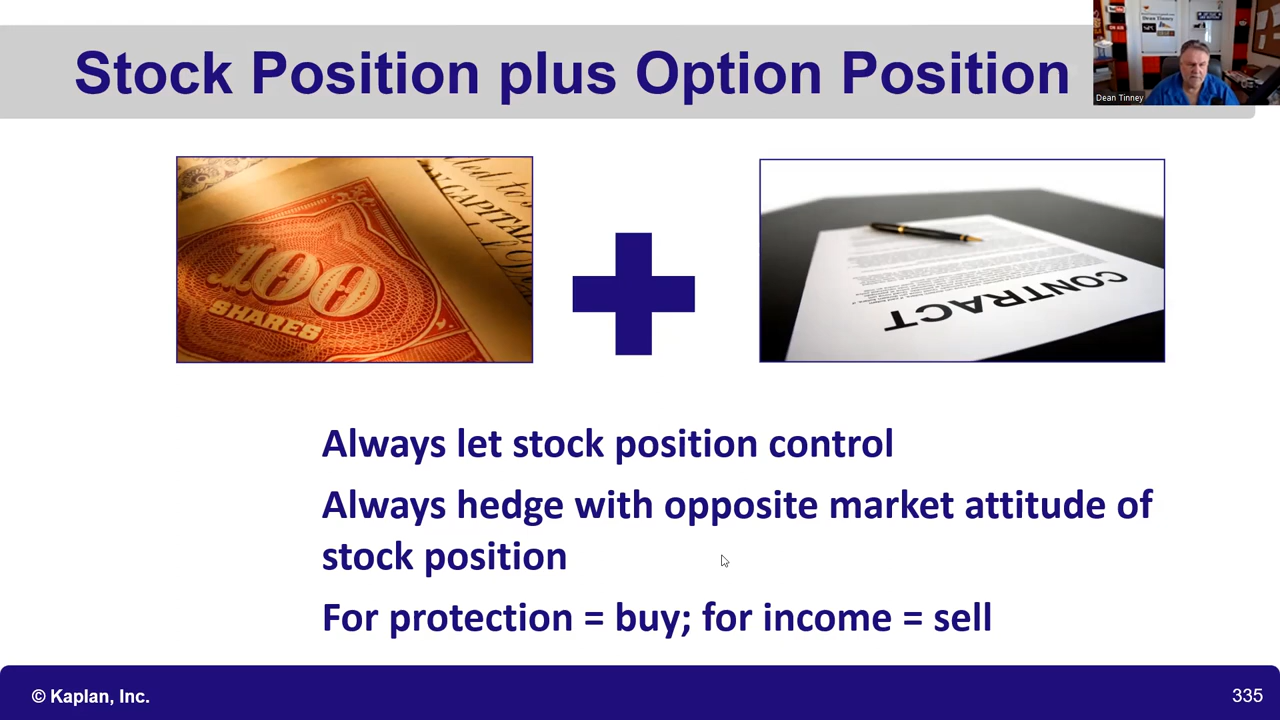 Stock Position plus Option Position
Dean Tinney
100
SHARES
CAPITAL
CONTRACT
Always let stock position control
Always hedge with opposite market attitude of
stock position
For protection = buy; for income = sell
© Kaplan, Inc.
335